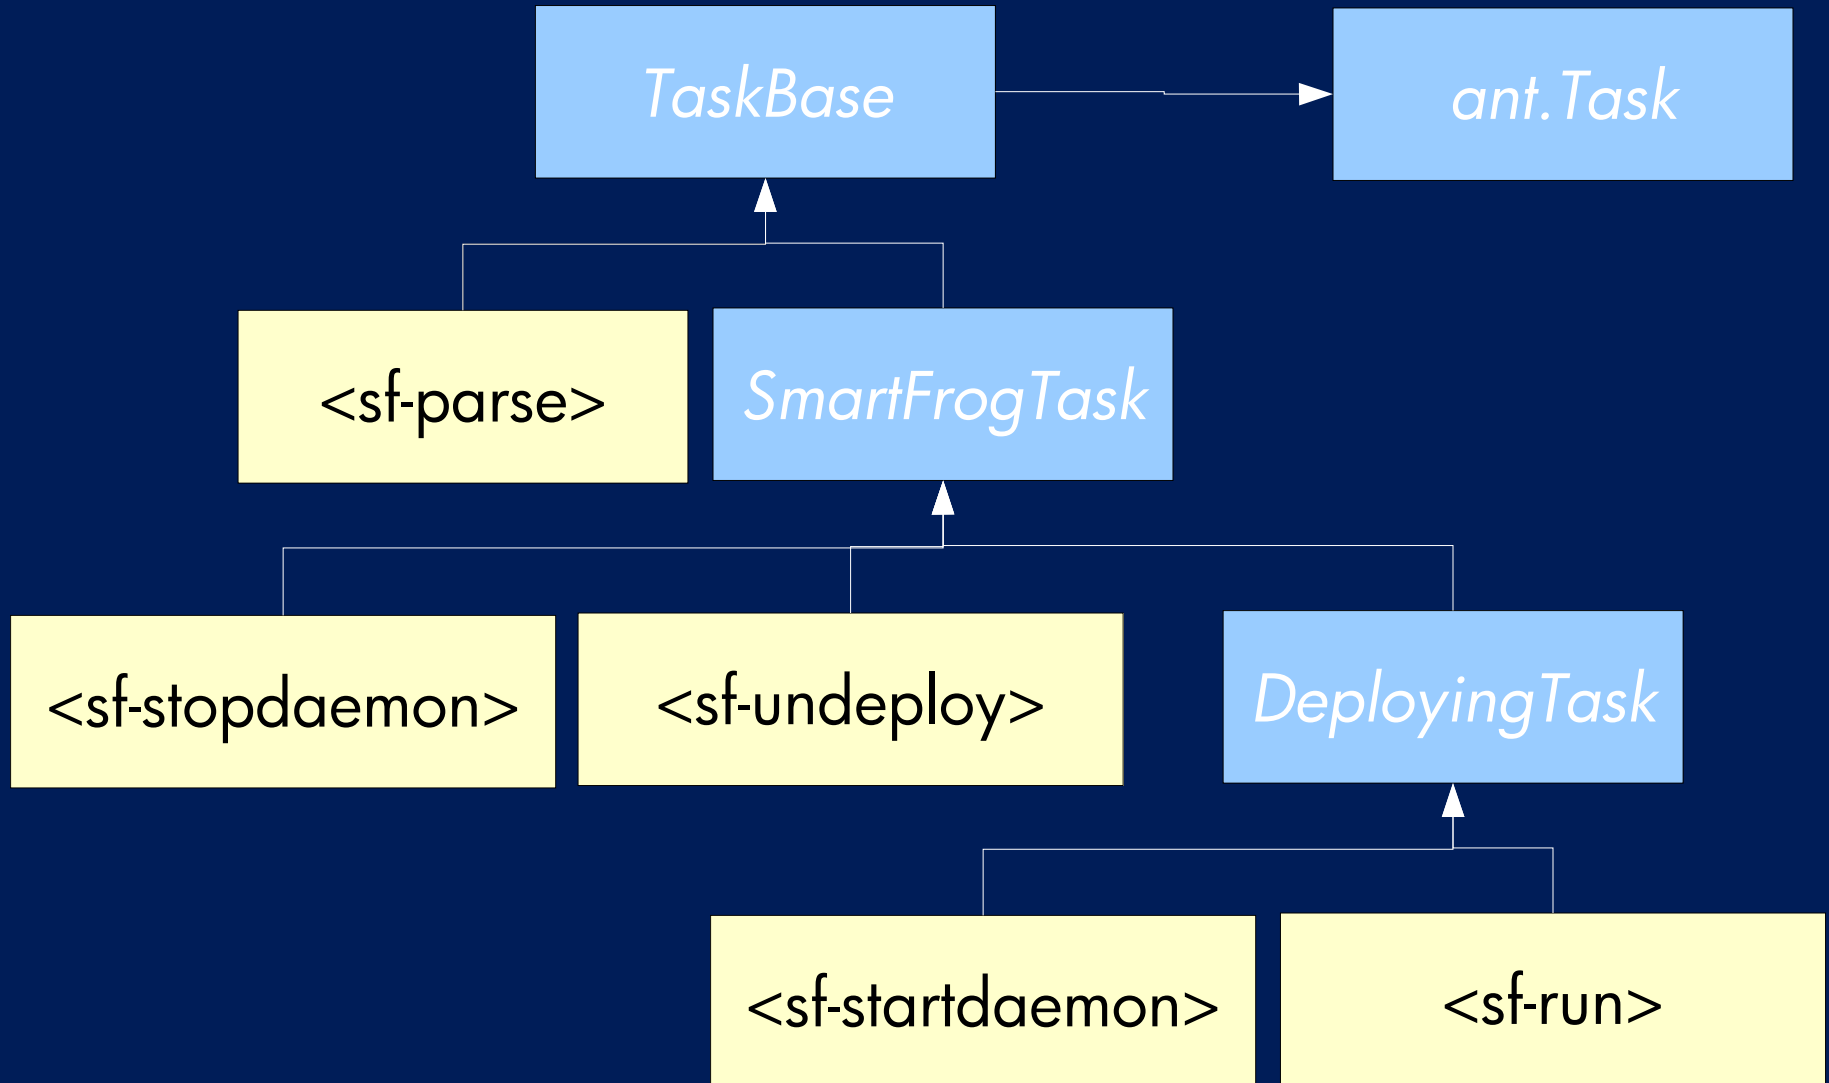 TaskBase
ant.Task
<sf-parse>
SmartFrogTask
<sf-stopdaemon>
<sf-undeploy>
DeployingTask
<sf-startdaemon>
<sf-run>